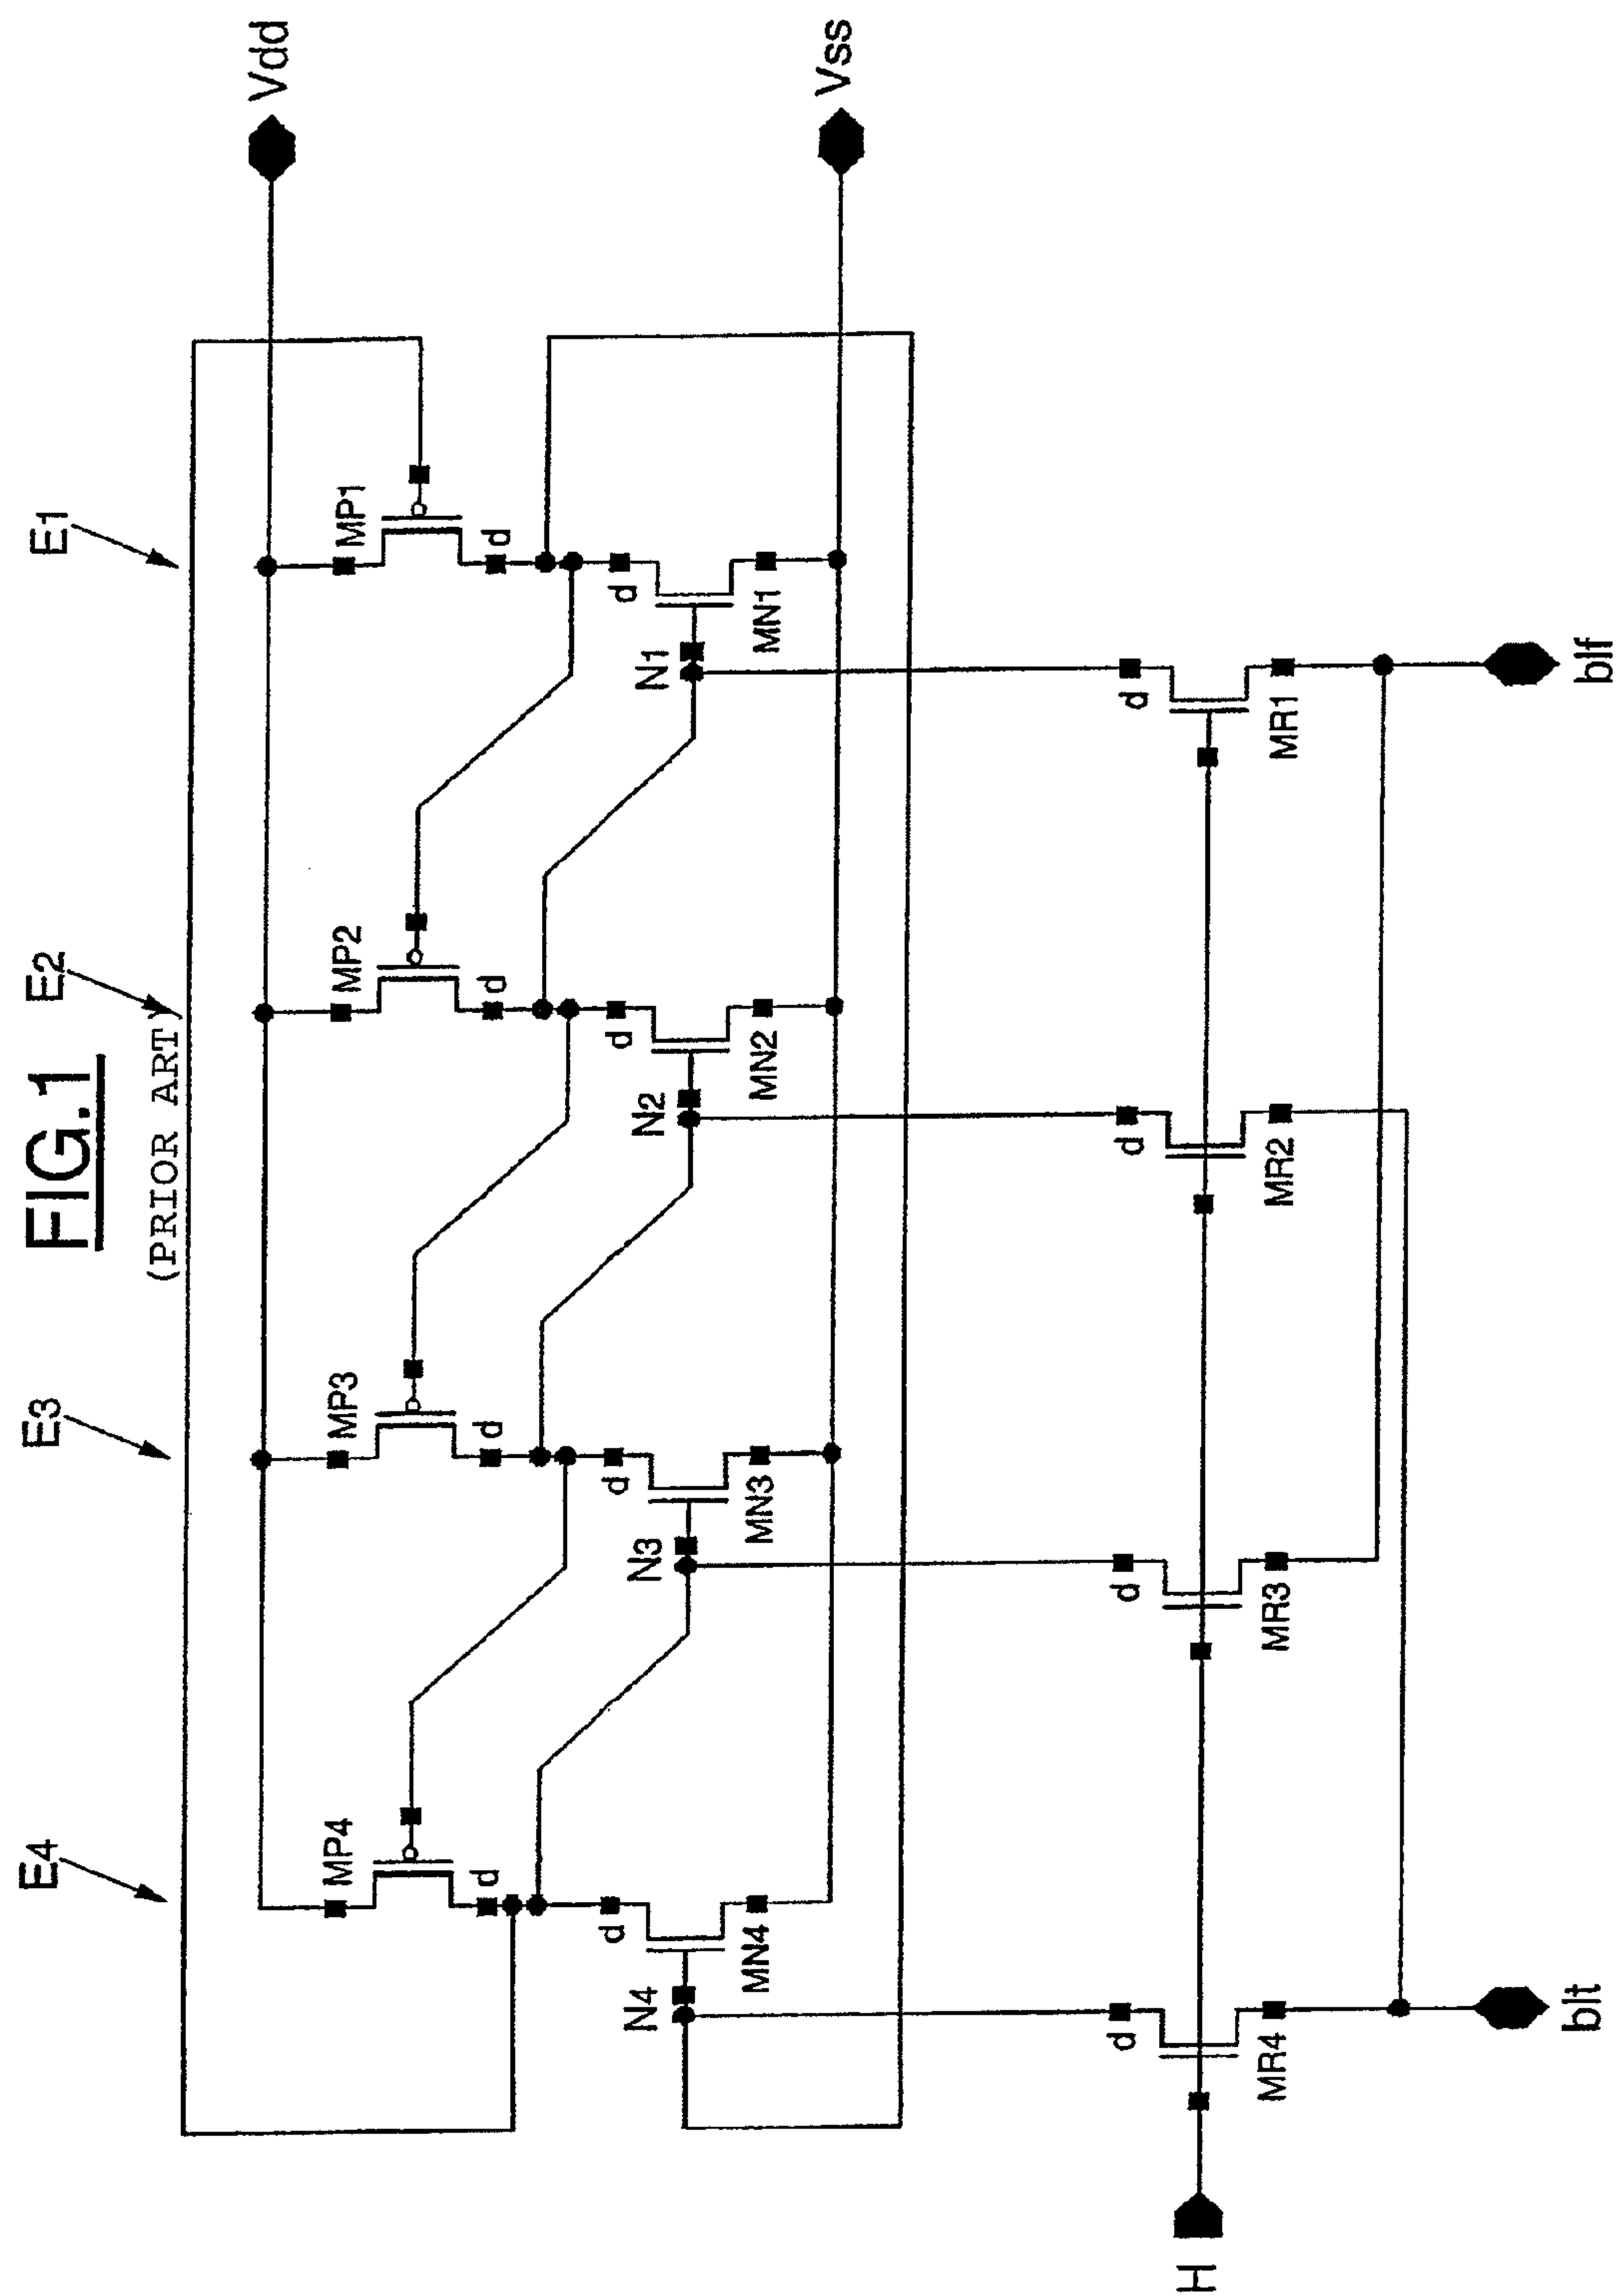 FIG.1
(PRIOR ART)
E4
E3
E2
E1
Vdd
MP4
MP3
MP2
MP1
d
d
d
d
d
d
d
d
N4
N3
N2
N1
MN4
MN3
MN2
MN1
Vss
d
d
d
d
H
MR4
MR3
MR2
MR1
blt
blf